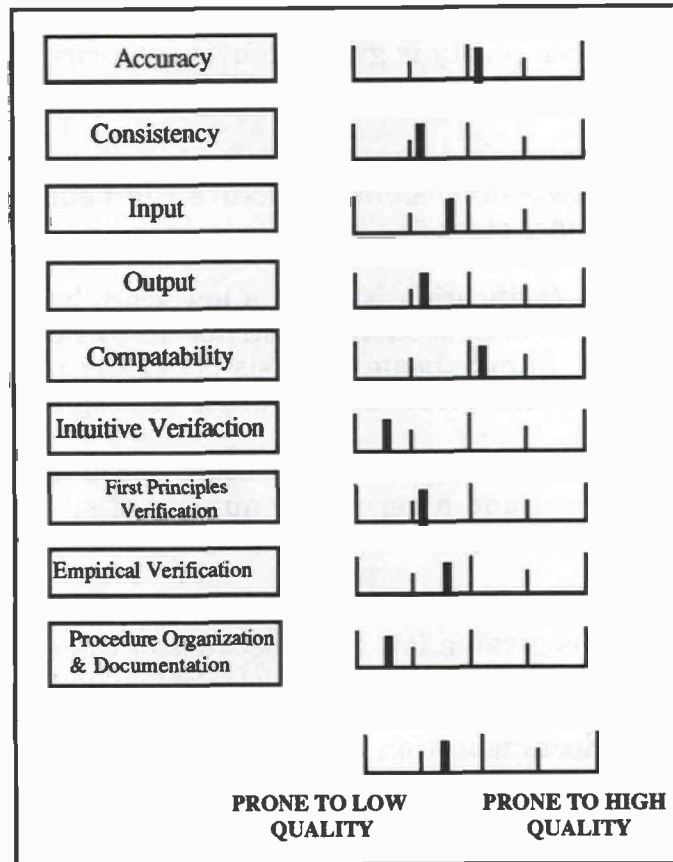 Accuracy
Consistency
Input
Output
Compatability
Intuitive Verifaction
First Principles
Verification
Empirical Verification
Procedure Organization
& Documentation
PRONE TO LOW
QUALITY
PRONE TO HIGH
QUALITY